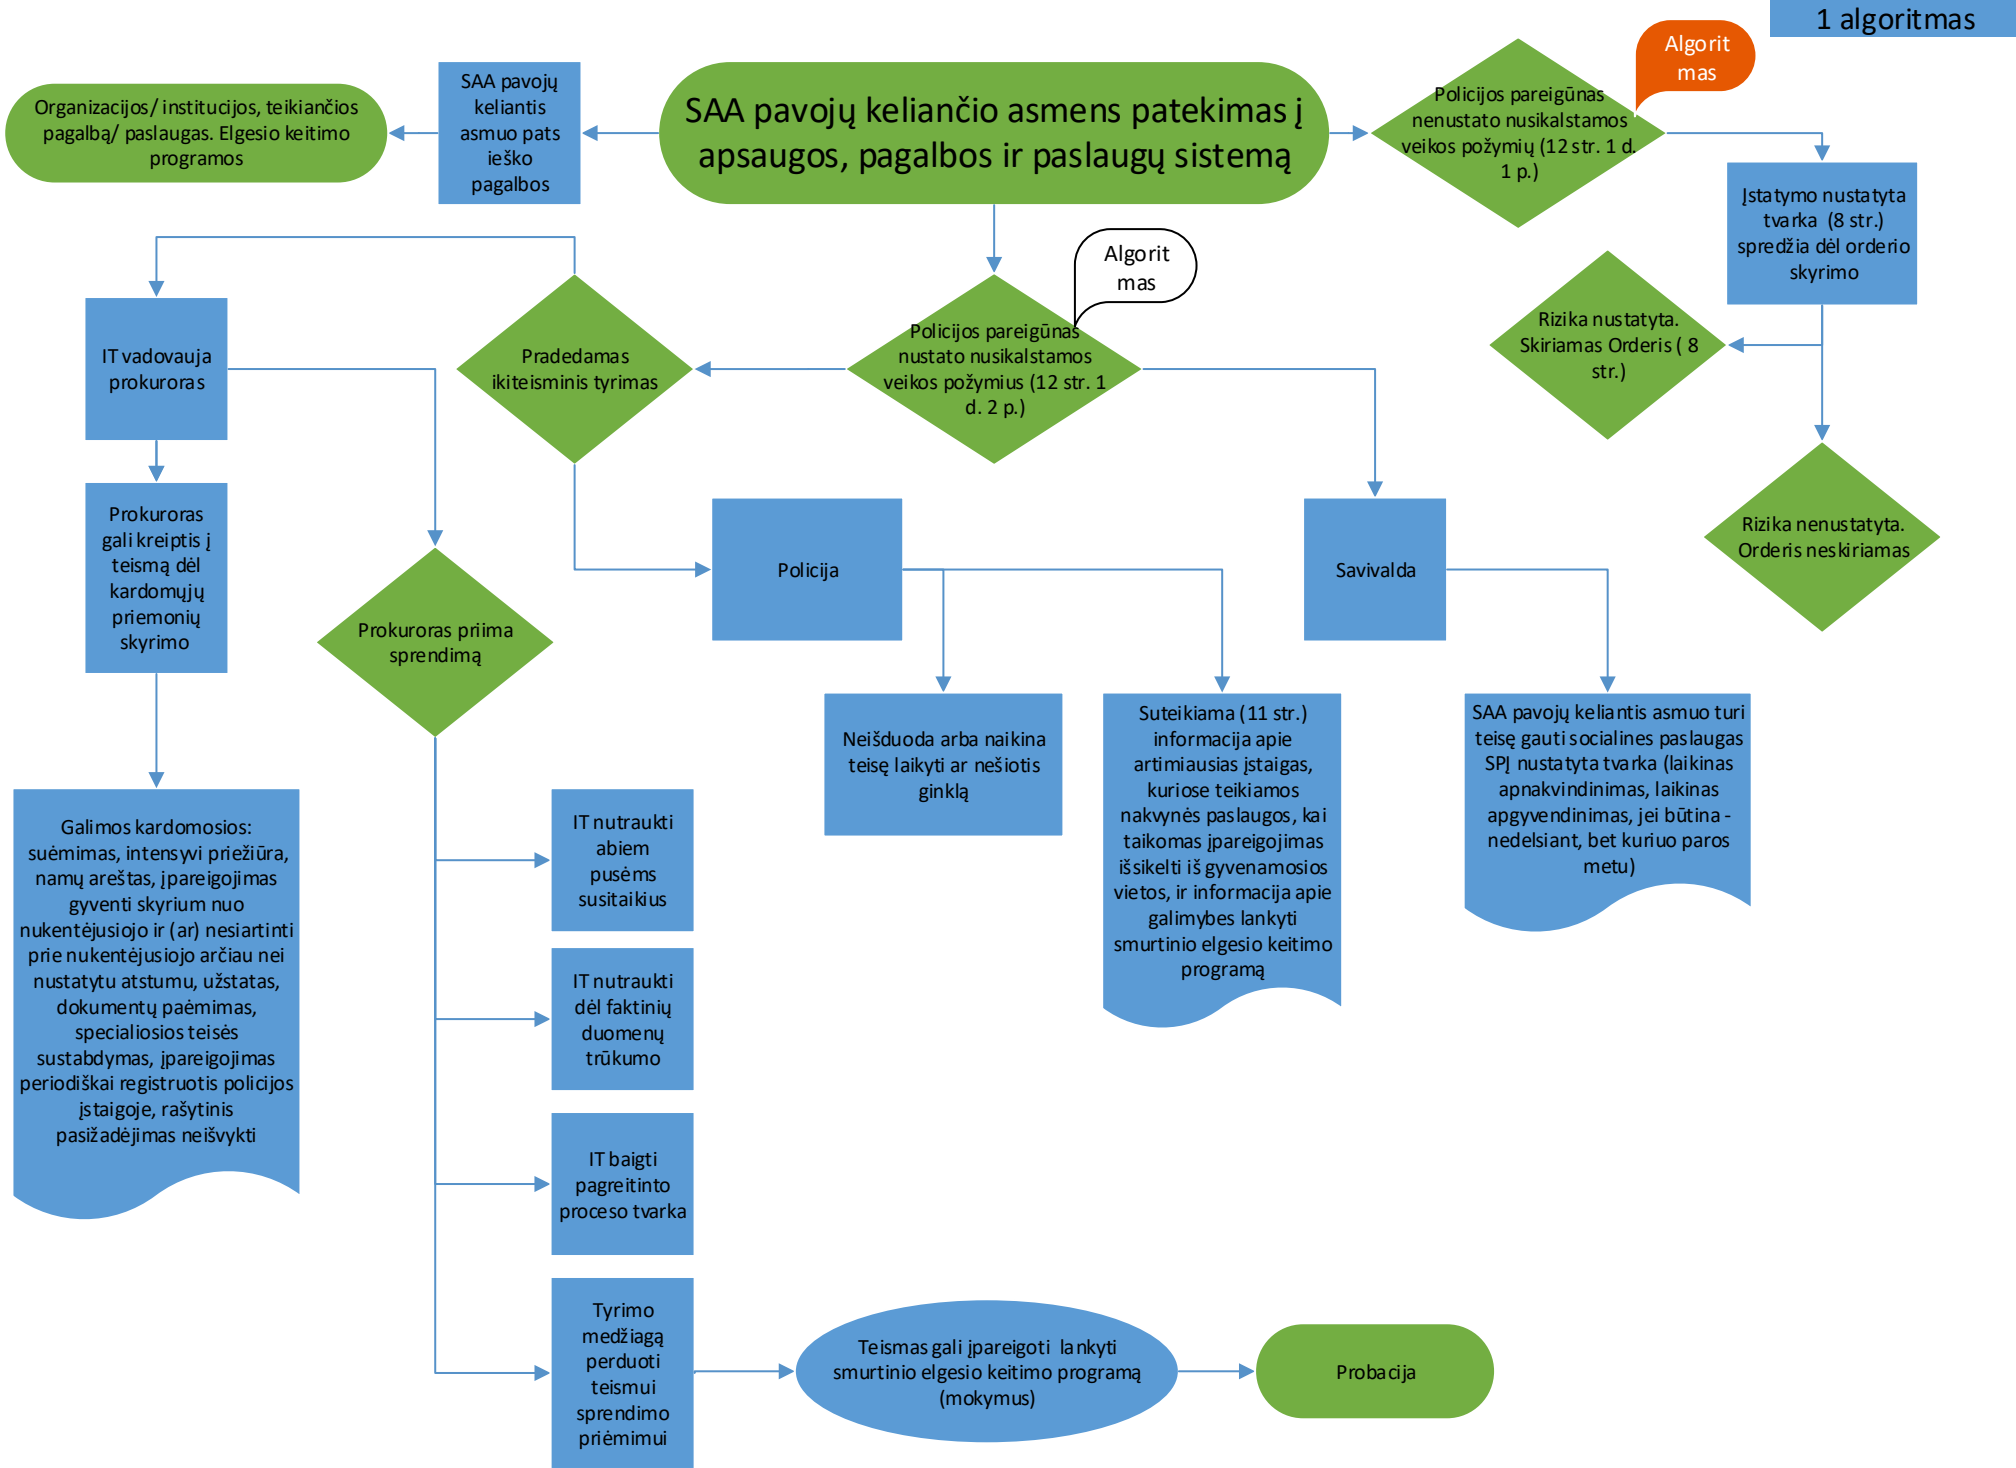 1 algoritmas
Algorit
mas
SAA pavojų
keliantis
asmuo pats
ieško
pagalbos
Organizacijos/ institucijos, teikiančios
pagalbą/ paslaugas. Elgesio keitimo
programos
SAA pavojų keliančio asmens patekimas į
apsaugos, pagalbos ir paslaugų sistemą
Policijos pareigūnas
nenustato nusikalstamos
veikos požymių (12 str. 1 d.
1 p.)
Įstatymo nustatyta
tvarka (8 str.)
spredžia dėl orderio
skyrimo
Algorit
mas
Rizika nustatyta.
Skiriamas Orderis ( 8
str.)
IT vadovauja
prokuroras
Pradedamas
ikiteisminis tyrimas
Policijos pareigūnas
nustato nusikalstamos
veikos požymius (12 str. 1
d. 2 p.)
Rizika nenustatyta.
Orderis neskiriamas
Prokuroras
gali kreiptis į
teismą dėl
kardomųjų
priemonių
skyrimo
Policija
Savivalda
Prokuroras priima
sprendimą
Neišduoda arba naikina
teisę laikyti ar nešiotis
ginklą
Suteikiama (11 str.)
informacija apie
artimiausias įstaigas,
kuriose teikiamos
nakvynės paslaugos, kai
taikomas įpareigojimas
išsikelti iš gyvenamosios
vietos, ir informacija apie
galimybes lankyti
smurtinio elgesio keitimo
programą
SAA pavojų keliantis asmuo turi
teisę gauti socialines paslaugas
SPĮ nustatyta tvarka (laikinas
apnakvindinimas, laikinas
apgyvendinimas, jei būtina -
nedelsiant, bet kuriuo paros
metu)
Galimos kardomosios:
suėmimas, intensyvi priežiūra,
namų areštas, įpareigojimas
gyventi skyrium nuo
nukentėjusiojo ir (ar) nesiartinti
prie nukentėjusiojo arčiau nei
nustatytu atstumu, užstatas,
dokumentų paėmimas,
specialiosios teisės
sustabdymas, įpareigojimas
periodiškai registruotis policijos
įstaigoje, rašytinis
pasižadėjimas neišvykti
IT nutraukti
abiem
pusėms
susitaikius
IT nutraukti
dėl faktinių
duomenų
trūkumo
IT baigti
pagreitinto
proceso tvarka
Tyrimo
medžiagą
perduoti
teismui
sprendimo
priėmimui
Teismas gali įpareigoti lankyti
smurtinio elgesio keitimo programą
(mokymus)
Probacija